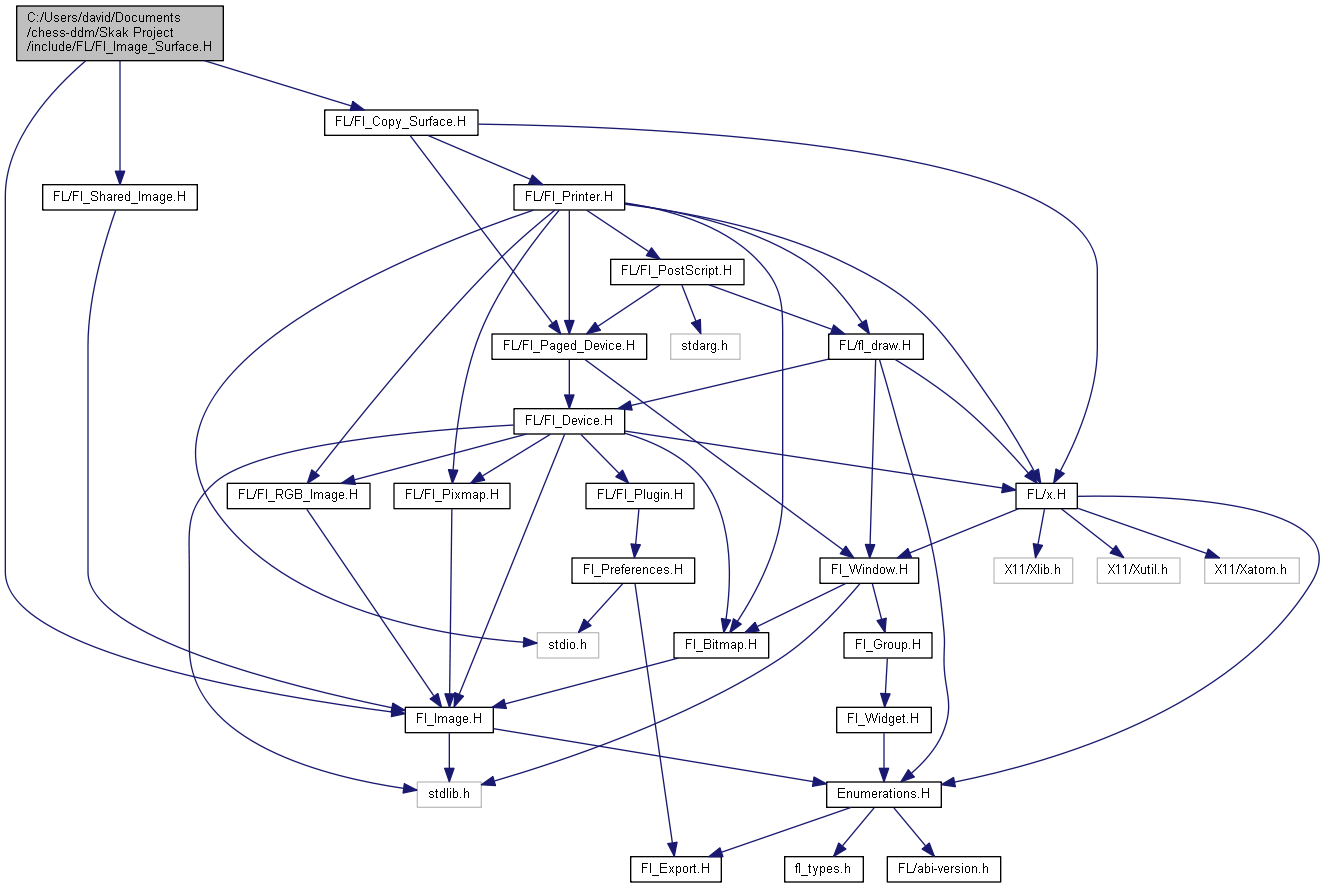 C:/Users/david/Documents
/chess-ddm/Skak Project
/include/FL/Fl_Image_Surface.H
FL/Fl_Copy_Surface.H
FL/Fl_Shared_Image.H
FL/Fl_Printer.H
FL/Fl_PostScript.H
FL/Fl_Paged_Device.H
stdarg.h
FL/fl_draw.H
FL/Fl_Device.H
FL/Fl_RGB_Image.H
FL/Fl_Pixmap.H
FL/Fl_Plugin.H
FL/x.H
Fl_Preferences.H
Fl_Window.H
X11/Xlib.h
X11/Xutil.h
X11/Xatom.h
stdio.h
Fl_Bitmap.H
Fl_Group.H
Fl_Image.H
Fl_Widget.H
stdlib.h
Enumerations.H
Fl_Export.H
fl_types.h
FL/abi-version.h